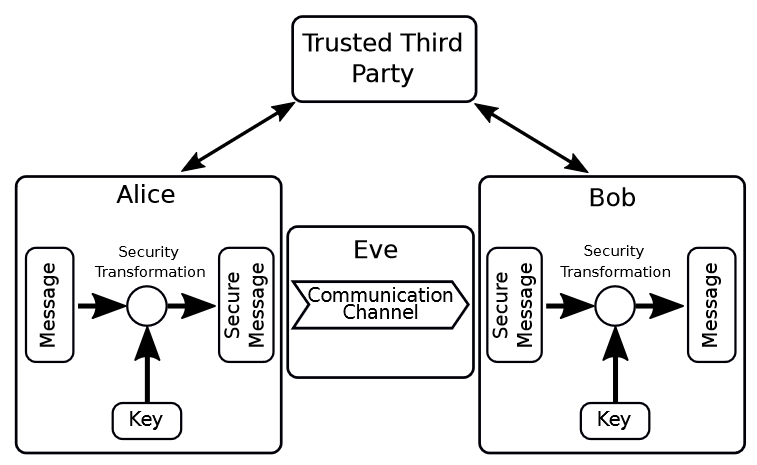 Trusted Third
Party
Alice
Message
Security
Transformation
Secure
Message
Key
Eve
Communication
Channel
Bob
Secure
Message
Security
Transformation
Message
Key